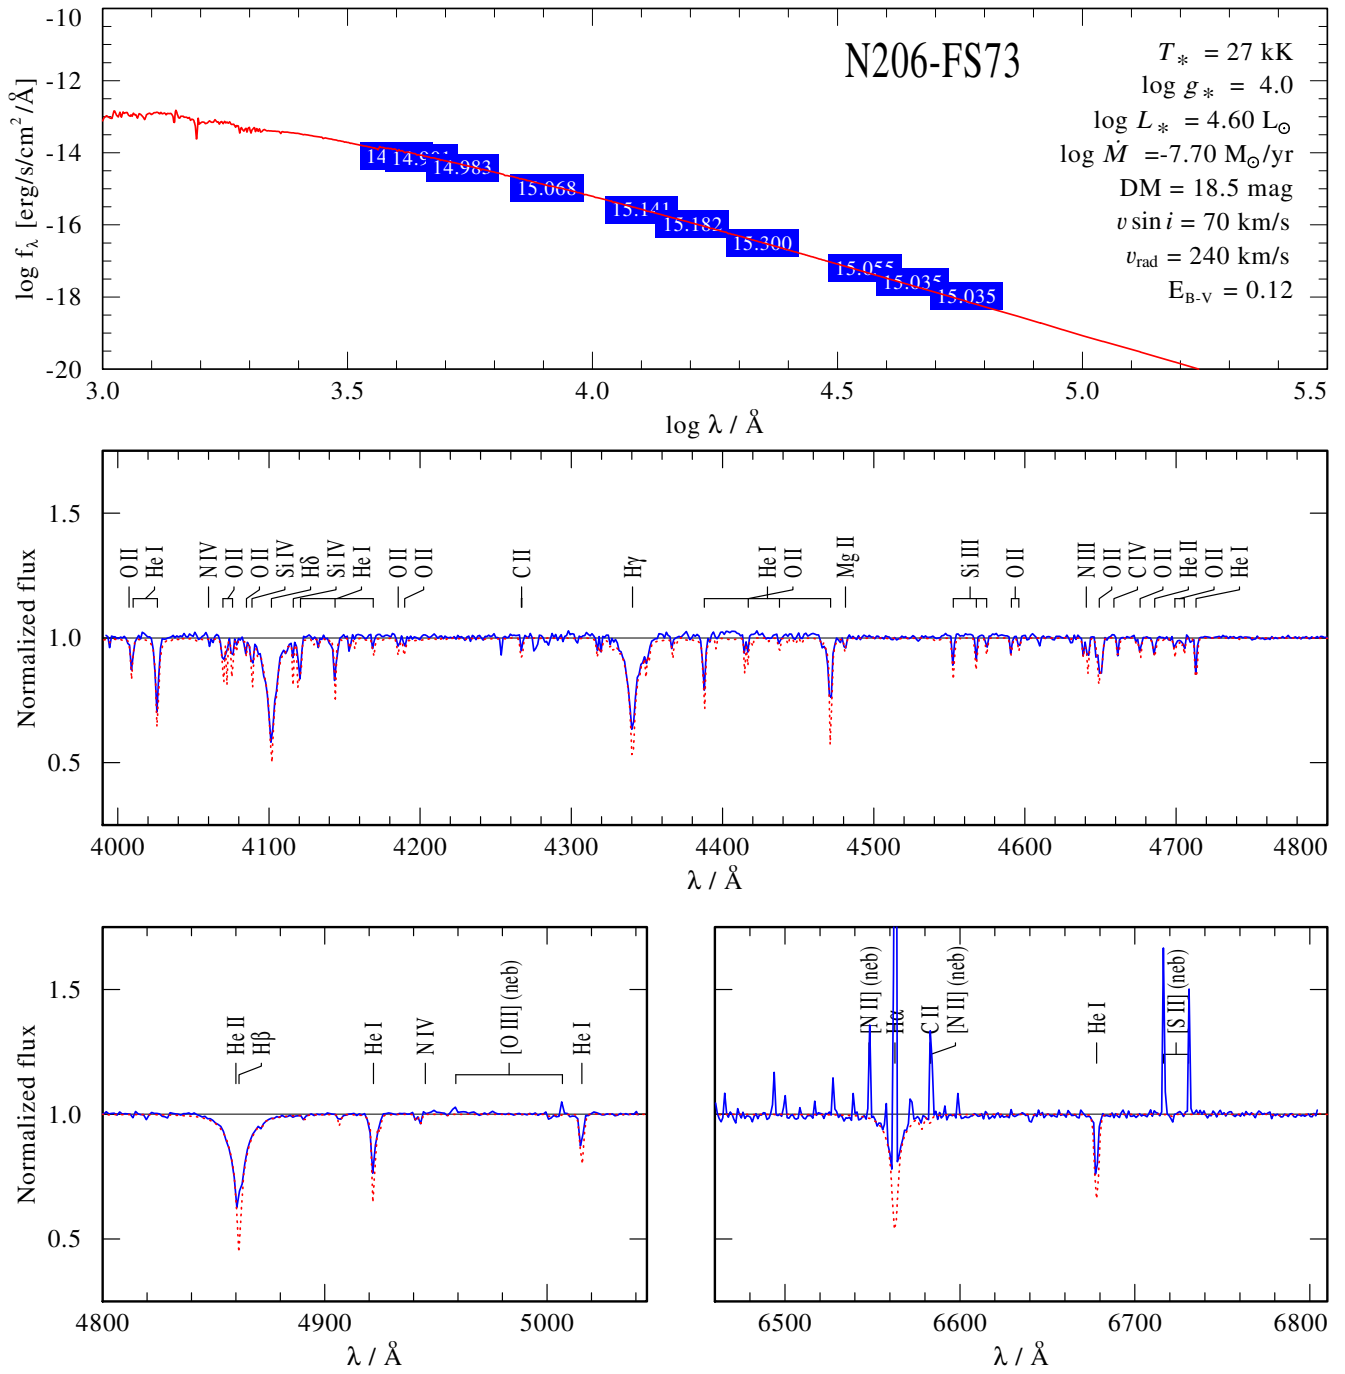 N206-FS73
T* = 27 kK
log g* = 4.0
log L* = 4.60 L⊙
log Ṁ =-7.70 M⊙/yr
DM = 18.5 mag
v sin i = 70 km/s
vrad = 240 km/s
EB-V = 0.12
log fλ [erg/s/cm²/Å]
-10
-12
-14
-16
-18
-20
14.983
15.068
15.141
15.182
15.300
15.055
15.035
15.035
3.0 3.5 4.0 4.5 5.0 5.5
log λ / Å
Normalized flux
1.5
1.0
0.5
O II He I N IV O II O II Si IV Hδ Si IV He I O II O II C II Hγ He I O II Mg II Si III O II N III O II C IV O II He II O II He I
4000 4100 4200 4300 4400 4500 4600 4700 4800
λ / Å
Normalized flux
1.5
1.0
0.5
He II Hβ He I N IV [O III] (neb) He I
4800 4900 5000
λ / Å
[N II] (neb) Hα C II [N II] (neb) He I [S II] (neb)
6500 6600 6700 6800
λ / Å